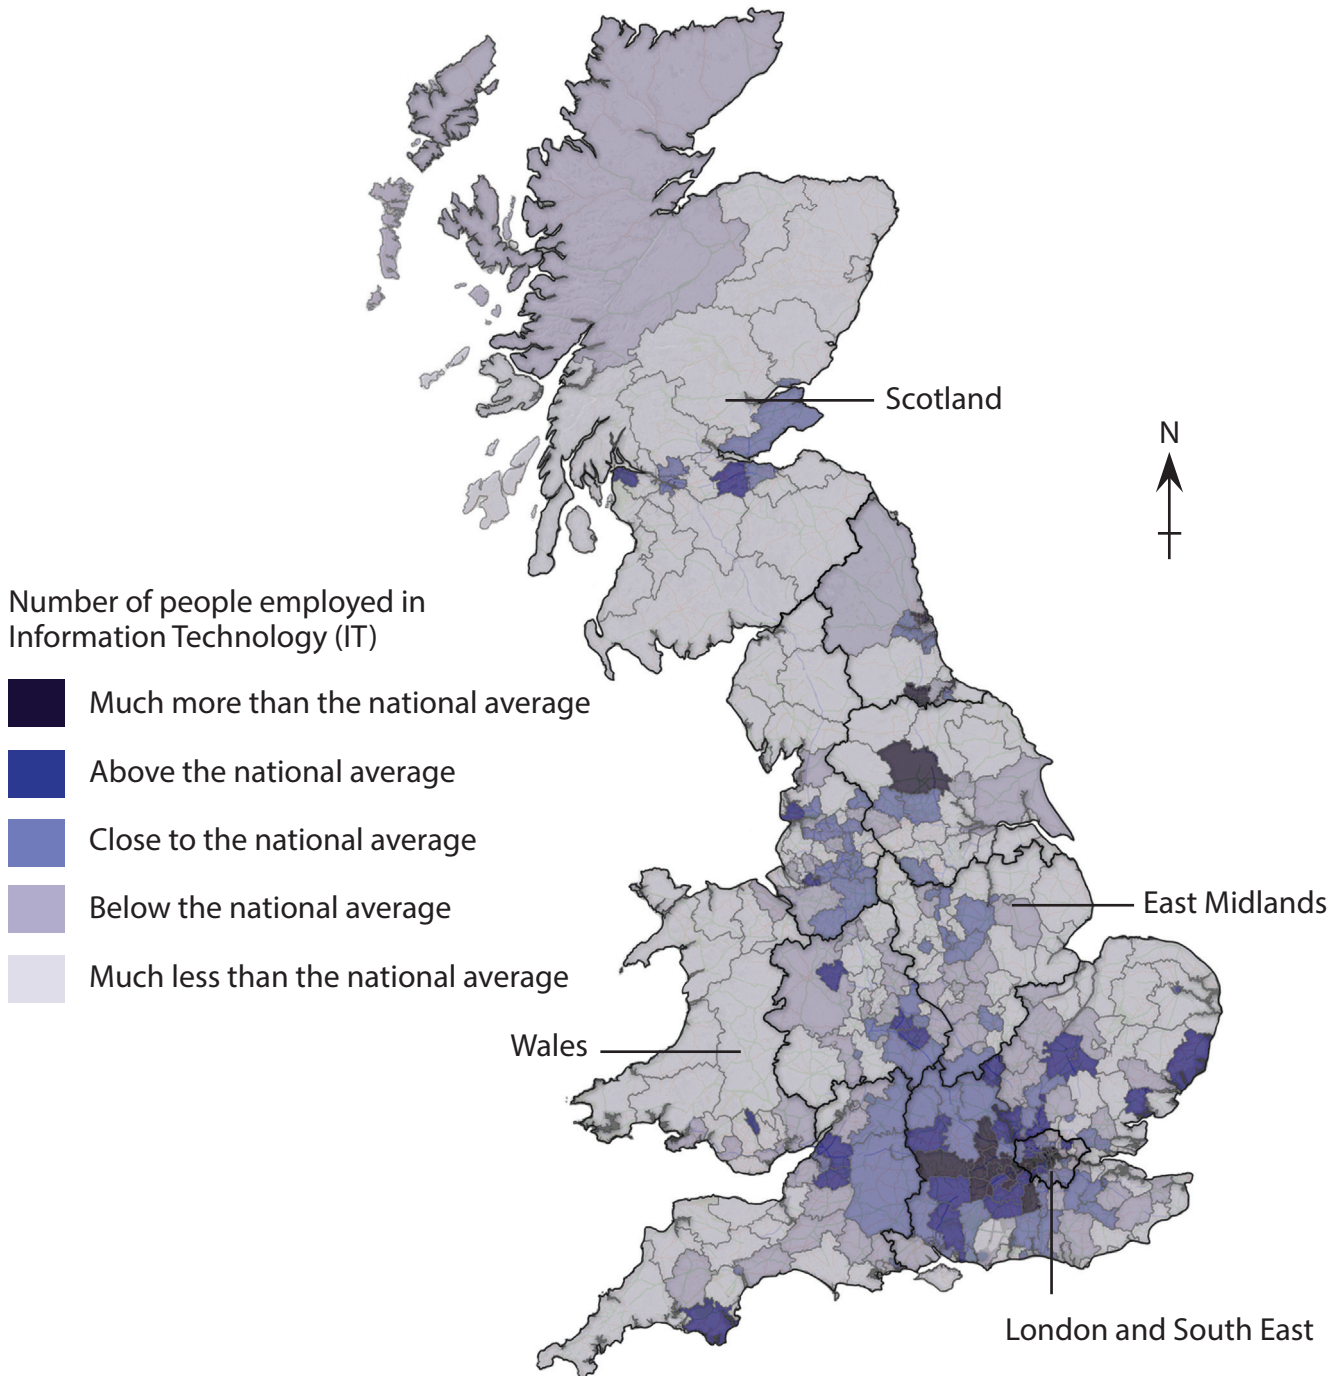 Scotland
N
Number of people employed in
Information Technology (IT)
Much more than the national average
Above the national average
Close to the national average
Below the national average
Much less than the national average
East Midlands
Wales
London and South East